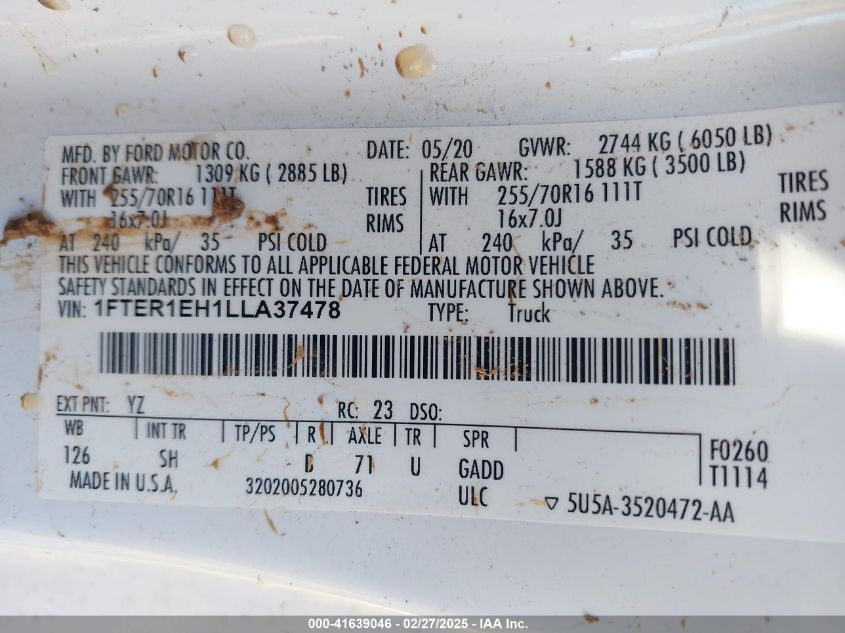 MFD. BY FORD MOTOR CO. DATE: 05/20 GVWR: 2744 KG ( 6050 LB)
FRONT GAWR: 1309 KG ( 2885 LB) REAR GAWR: 1588 KG ( 3500 LB)
WITH 255/70R16 111T TIRES WITH 255/70R16 111T TIRES
16x7.0J RIMS 16x7.0J RIMS
AT 240 kPa/ 35 PSI COLD AT 240 kPa/ 35 PSI COLD
THIS VEHICLE CONFORMS TO ALL APPLICABLE FEDERAL MOTOR VEHICLE
SAFETY STANDARDS IN EFFECT ON THE DATE OF MANUFACTURE SHOWN ABOVE.
VIN: 1FTER1EH1LLA37478 TYPE: Truck
EXT PNT: YZ RC: 23 DSO:
WB INT TR TP/PS R AXLE TR SPR
126 SH D 71 U GADD F0260
MADE IN U.S.A. 3202005280736 ULC T1114
▽ 5U5A-3520472-AA
000-41639046 - 02/27/2025 - IAA Inc.